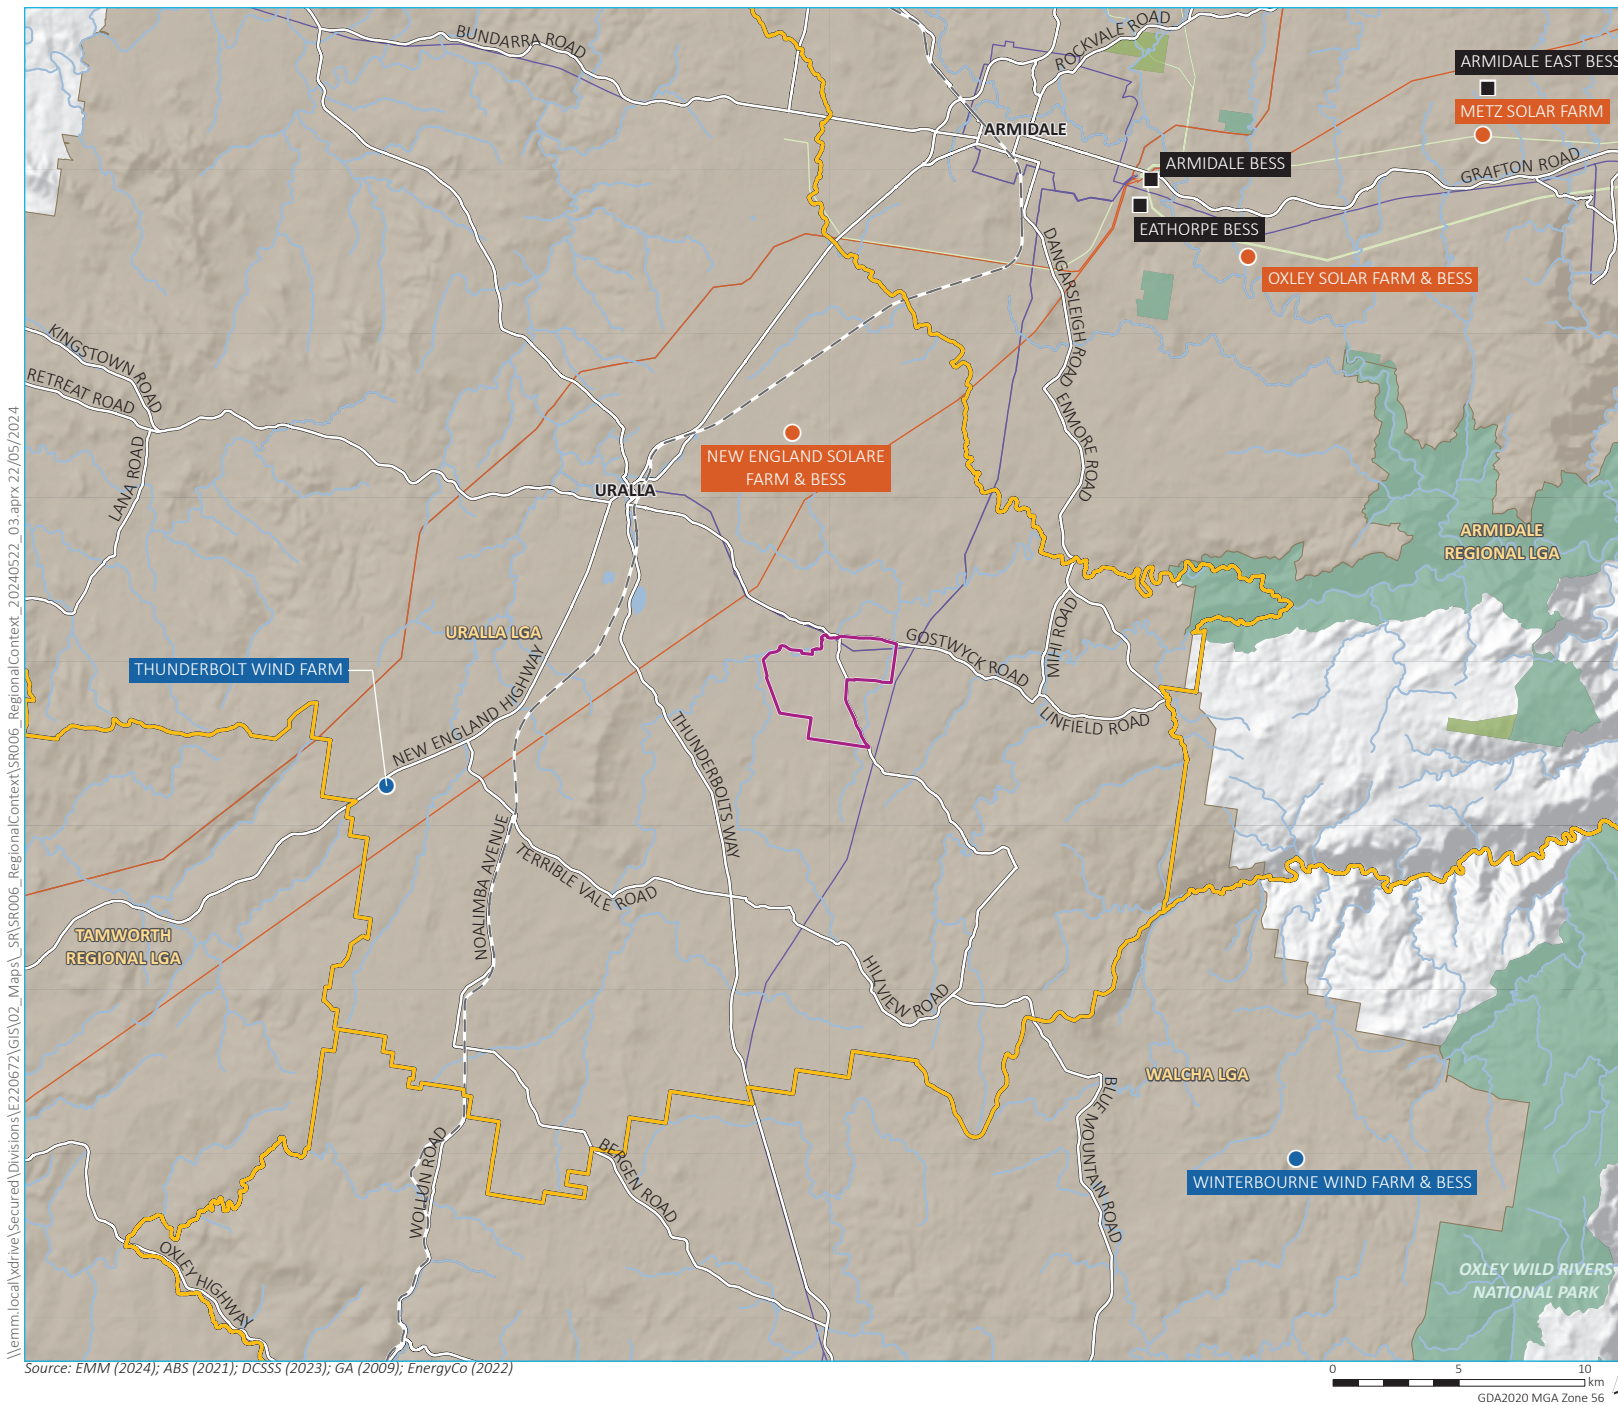 BUNDARRA ROAD
ROCKVALE ROAD
ARMIDALE EAST BESS
METZ SOLAR FARM
ARMIDALE
ARMIDALE BESS
GRAFTON ROAD
EATHORPE BESS
DANGARSLEIGH ROAD
OXLEY SOLAR FARM & BESS
KINGSTOWN ROAD
RETREAT ROAD
ENMORE ROAD
LANA ROAD
NEW ENGLAND SOLARE
FARM & BESS
URALLA
ARMIDALE
REGIONAL LGA
URALLA LGA
MIHI ROAD
GOSTWYCK ROAD
THUNDERBOLT WIND FARM
NEW ENGLAND HIGHWAY
LINFIELD ROAD
THUNDERBOLTS WAY
NOALIMBA AVENUE
TERRIBLE VALE ROAD
TAMWORTH
REGIONAL LGA
HILLVIEW ROAD
WALCHA LGA
BLUE MOUNTAIN ROAD
WOLLUN ROAD
BERGEN ROAD
WINTERBOURNE WIND FARM & BESS
OXLEY HIGHWAY
OXLEY WILD RIVERS
NATIONAL PARK
\\emm.local\xdrive\Secured\Divisions\E220672\GIS\02_Maps\_SR\SR006_RegionalContext\SR006_RegionalContext_20240522_03.aprx 22/05/2024
Source: EMM (2024); ABS (2021); DCSSS (2023); GA (2009); EnergyCo (2022)
0 5 10
km
GDA2020 MGA Zone 56